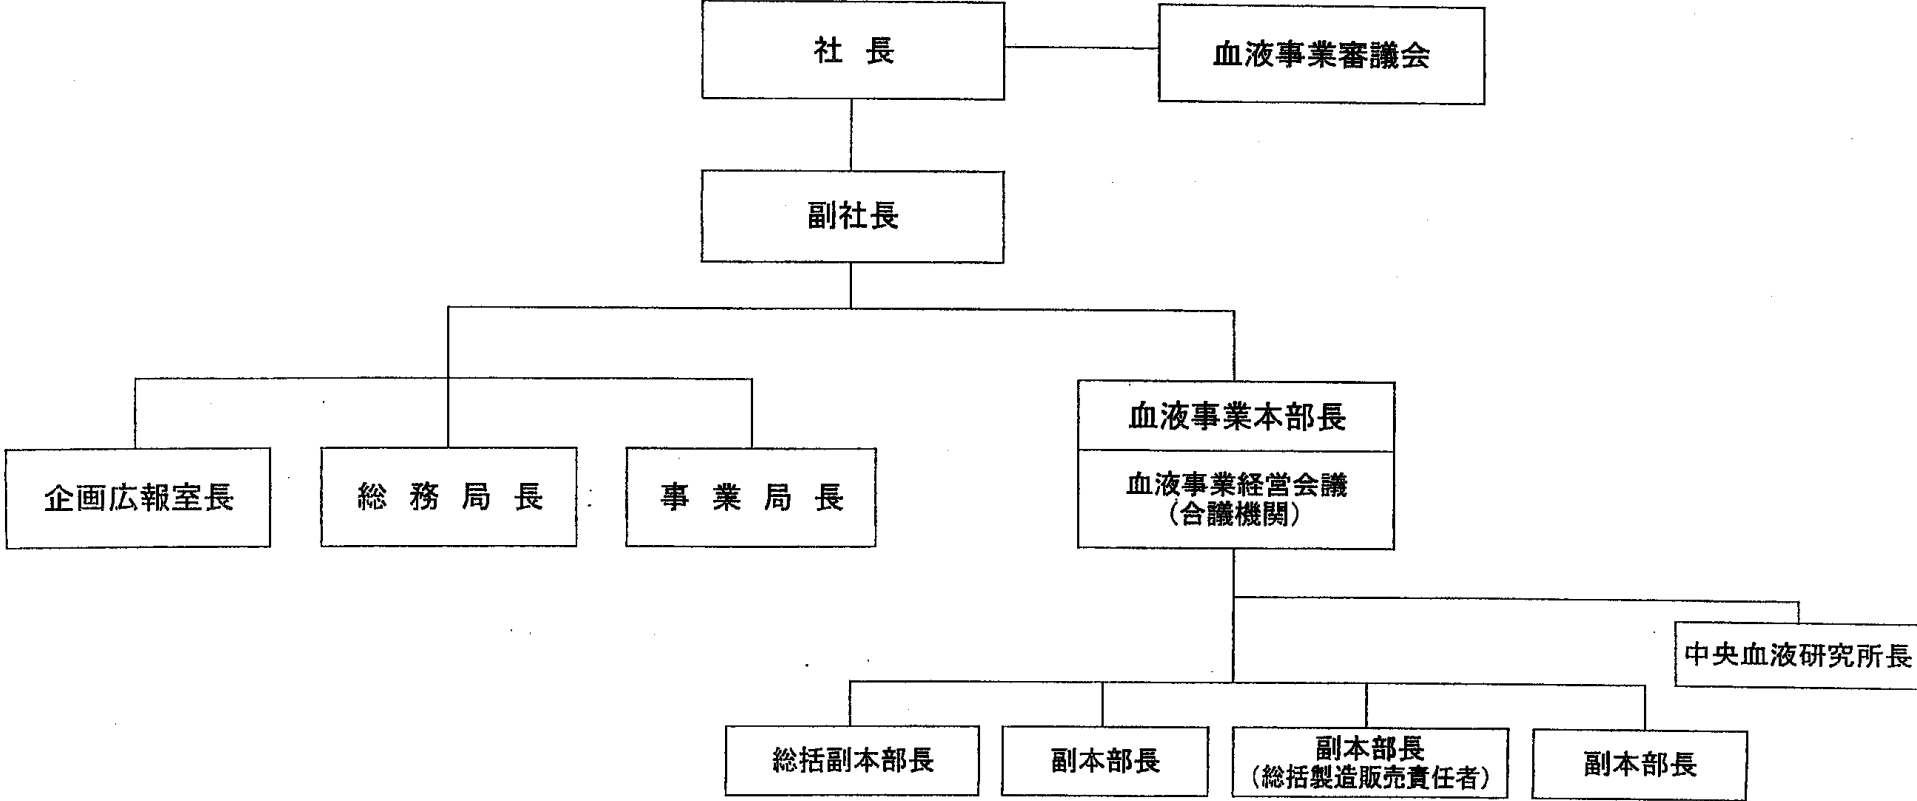 社長
血液事業審議会
副社長
血液事業本部長
血液事業経営会議
(合議機関)
企画広報室長
総務局長
事業局長
中央血液研究所長
総括副本部長
副本部長
副本部長
(総括製造販売責任者)
副本部長